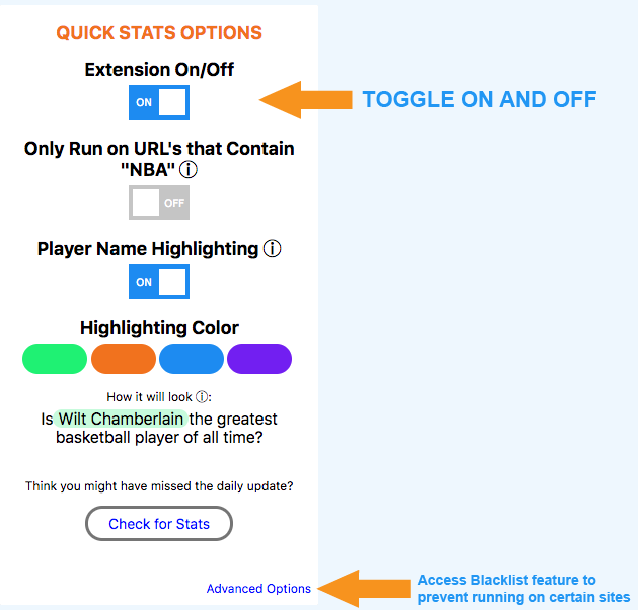 QUICK STATS OPTIONS
Extension On/Off
ON
TOGGLE ON AND OFF
Only Run on URL's that Contain
"NBA" ⓘ
OFF
Player Name Highlighting ⓘ
ON
Highlighting Color
How it will look ⓘ:
Is Wilt Chamberlain the greatest
basketball player of all time?
Think you might have missed the daily update?
Check for Stats
Advanced Options
Access Blacklist feature to
prevent running on certain sites